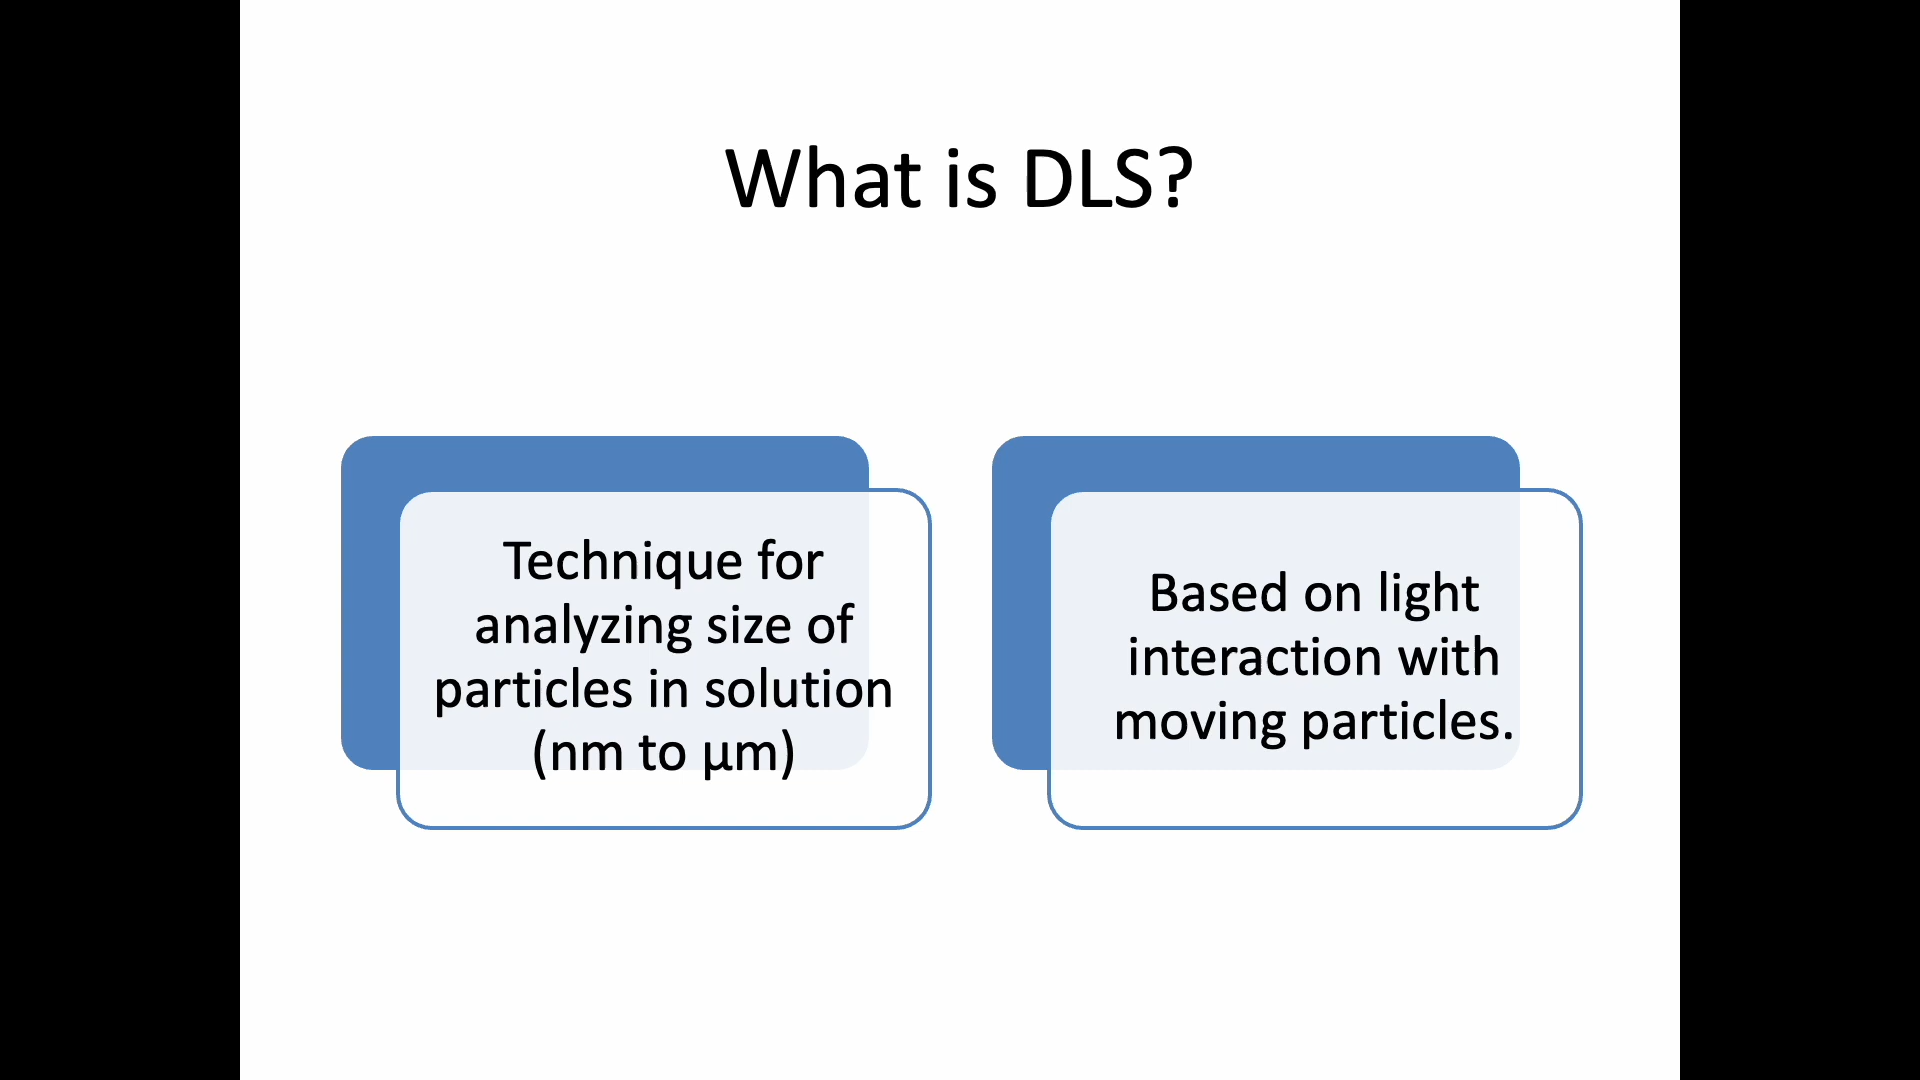 What is DLS?
Technique for
analyzing size of
particles in solution
(nm to µm)
Based on light
interaction with
moving particles.